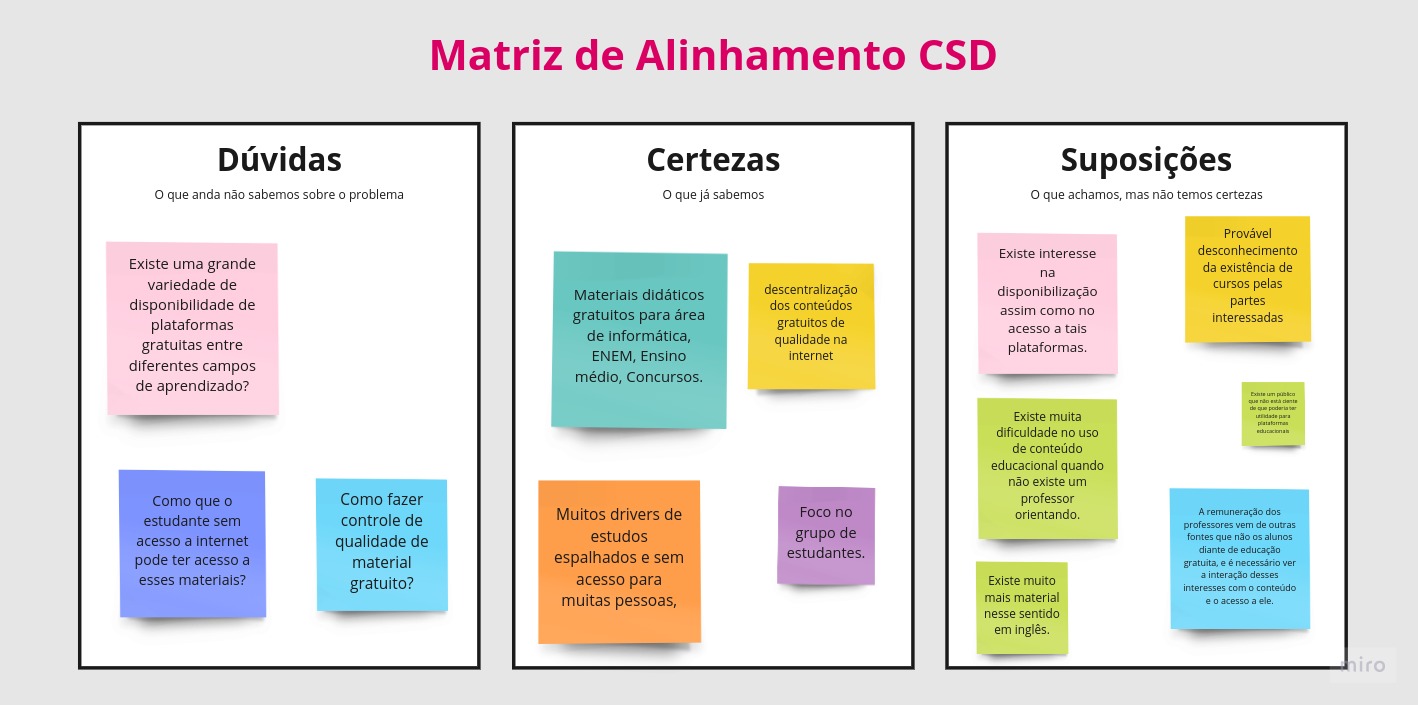 Matriz de Alinhamento CSD
Dúvidas
O que anda não sabemos sobre o problema
Existe uma grande
variedade de
disponibilidade de
plataformas
gratuitas entre
diferentes campos
de aprendizado?
Como que o
estudante sem
acesso a internet
pode ter acesso a
esses materiais?
Como fazer
controle de
qualidade de
material
gratuito?
Certezas
O que já sabemos
Materiais didáticos
gratuitos para área
de informática,
ENEM, Ensino
médio, Concursos.
descentralização
dos conteúdos
gratuitos de
qualidade na
internet
Muitos drivers de
estudos
espalhados e sem
acesso para
muitas pessoas,
Foco no
grupo de
estudantes.
Suposições
O que achamos, mas não temos certezas
Existe interesse
na
disponibilização
assim como no
acesso a tais
plataformas.
Provável
desconhecimento
da existência de
cursos pelas
partes
interessadas
Existe muita
dificuldade no uso
de conteúdo
educacional quando
não existe um
professor
orientando.
Existe um público
que não está ciente
de que poderia ter
utilidade para
plataformas
educacionais
Existe muito
mais material
nesse sentido
em inglês.
A remuneração dos
professores vem de outras
fontes que não os alunos
diante de educação
gratuita, e é necessário ver
a interação desses
interesses com o conteúdo
e o acesso a ele.
miro